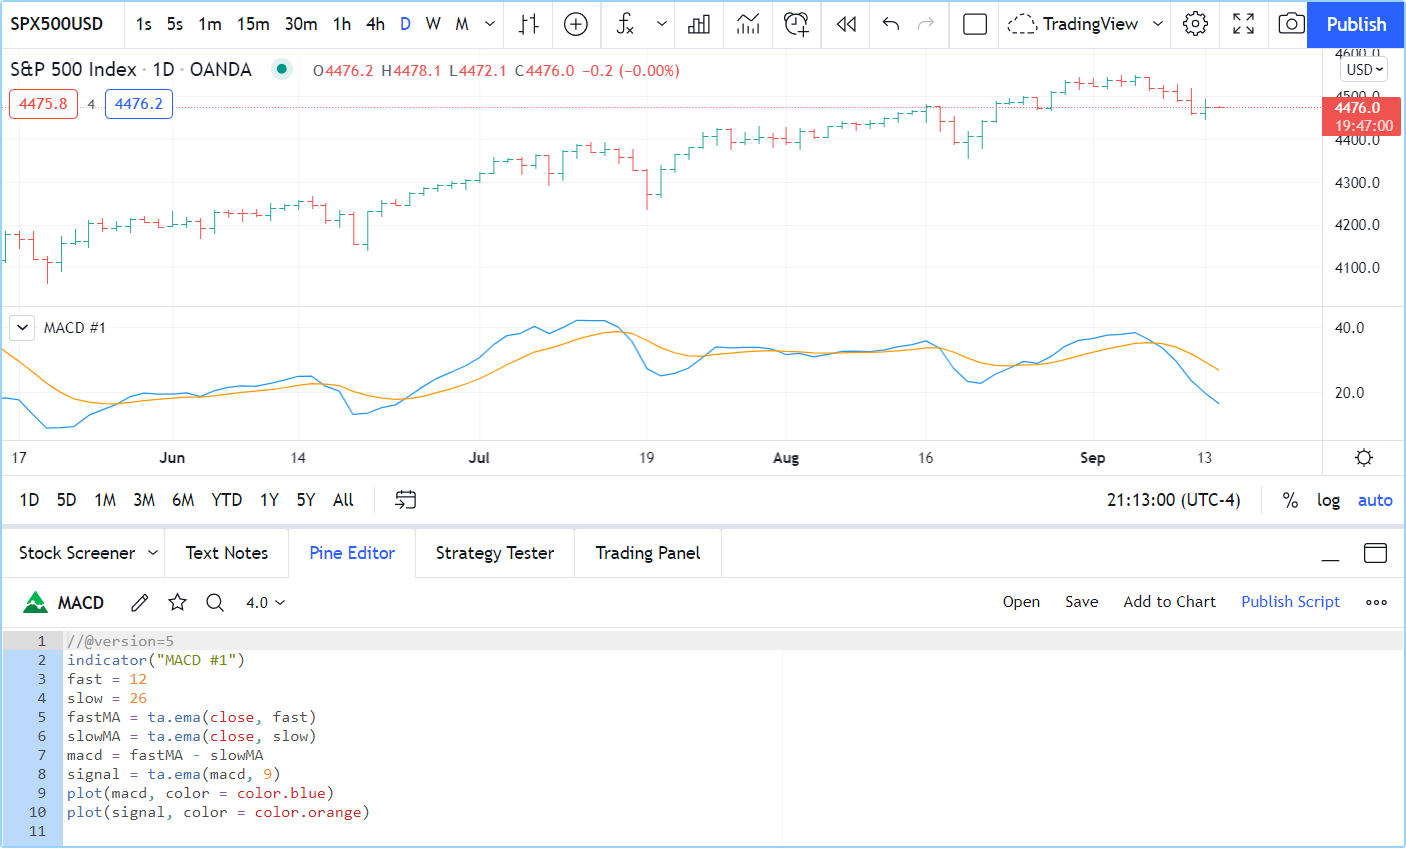 SPX500USD 1s 5s 1m 15m 30m 1h 4h D W M fx TradingView Publish
S&P 500 Index · 1D · OANDA O4476.2 H4478.1 L4472.1 C4476.0 −0.2 (−0.00%)
4475.8 4 4476.2
4600.0
USD
4500.0
4476.0
19:47:00
4400.0
4300.0
4200.0
4100.0
MACD #1
40.0
20.0
17 Jun 14 Jul 19 Aug 16 Sep 13
1D 5D 1M 3M 6M YTD 1Y 5Y All 21:13:00 (UTC-4) % log auto
Stock Screener Text Notes Pine Editor Strategy Tester Trading Panel
MACD 4.0 Open Save Add to Chart Publish Script
1 //@version=5
2 indicator("MACD #1")
3 fast = 12
4 slow = 26
5 fastMA = ta.ema(close, fast)
6 slowMA = ta.ema(close, slow)
7 macd = fastMA - slowMA
8 signal = ta.ema(macd, 9)
9 plot(macd, color = color.blue)
10 plot(signal, color = color.orange)
11